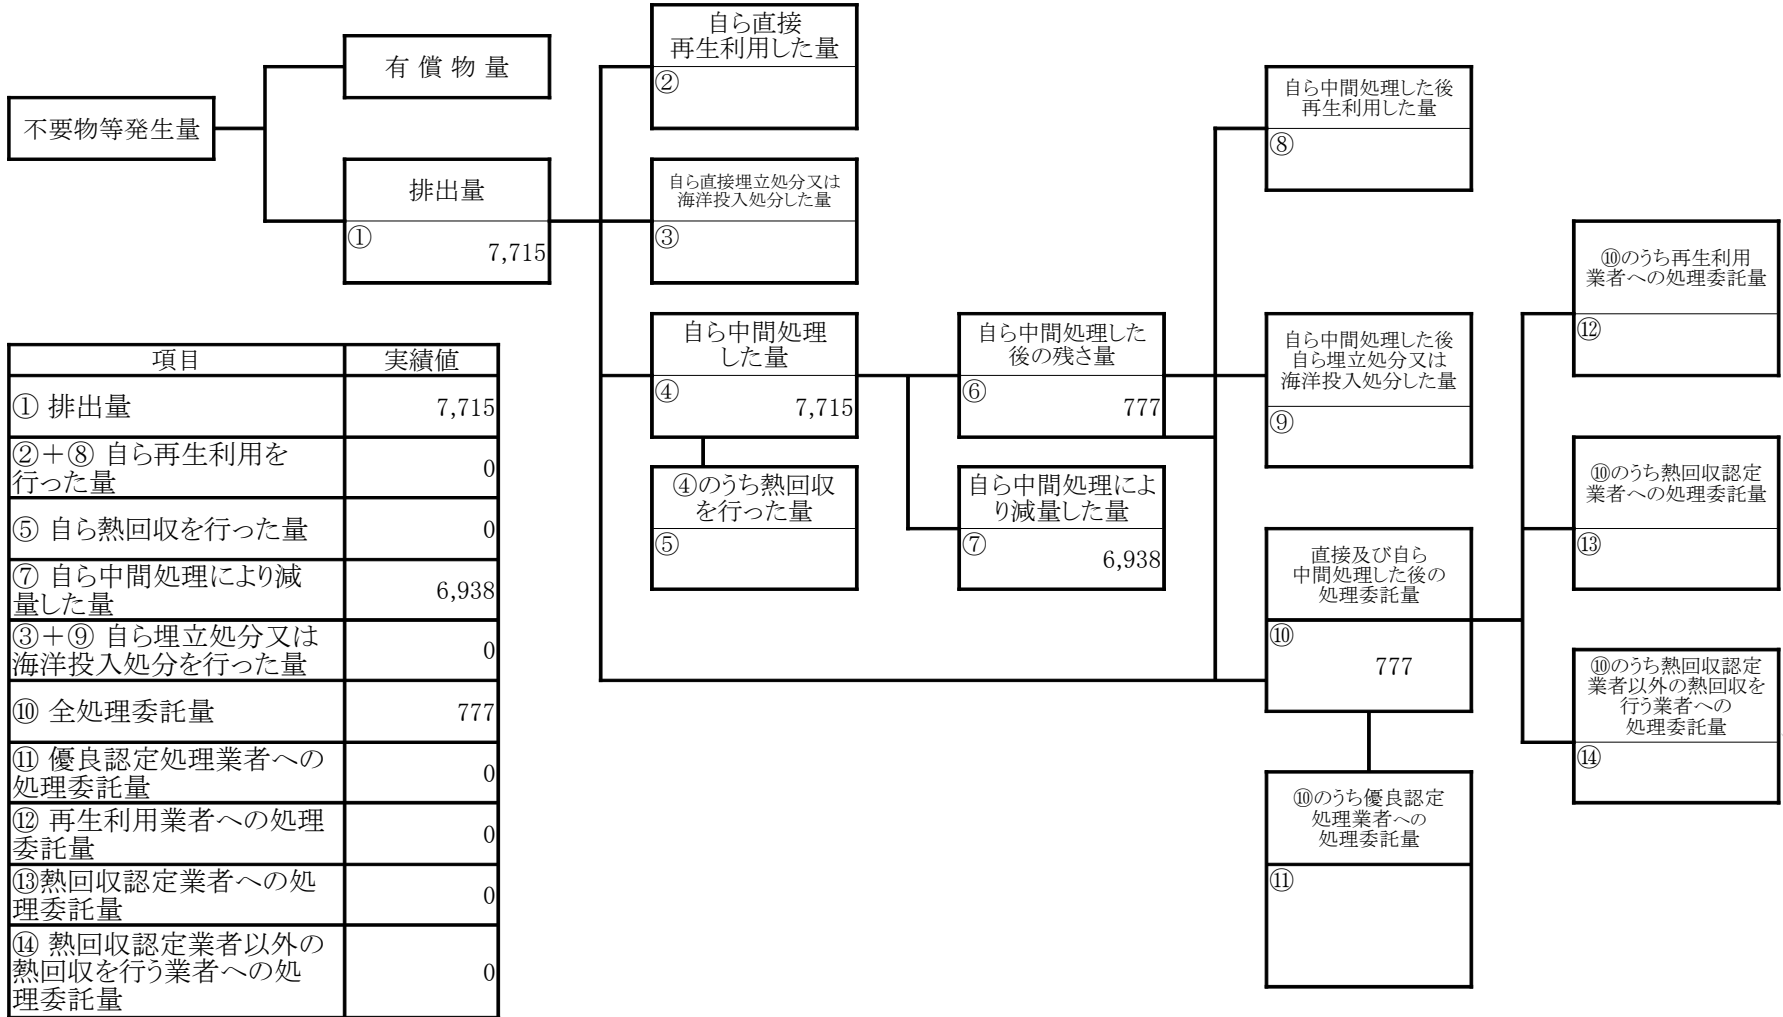 自ら直接
再生利用した量
②
有 償 物 量
不要物等発生量
排出量
①
7,715
自ら直接埋立処分又は
海洋投入処分した量
③
自ら中間処理
した量
④
7,715
④のうち熱回収
を行った量
⑤
自ら中間処理した
後の残さ量
⑥
777
自ら中間処理によ
り減量した量
⑦
6,938
自ら中間処理した後
再生利用した量
⑧
自ら中間処理した後
自ら埋立処分又は
海洋投入処分した量
⑨
直接及び自ら
中間処理した後の
処理委託量
⑩
777
⑩のうち優良認定
処理業者への
処理委託量
⑪
⑩のうち再生利用
業者への処理委託量
⑫
⑩のうち熱回収認定
業者への処理委託量
⑬
⑩のうち熱回収認定
業者以外の熱回収を
行う業者への
処理委託量
⑭
項目 実績値
① 排出量 7,715
②＋⑧ 自ら再生利用を
行った量 0
⑤ 自ら熱回収を行った量 0
⑦ 自ら中間処理により減
量した量 6,938
③＋⑨ 自ら埋立処分又は
海洋投入処分を行った量 0
⑩ 全処理委託量 777
⑪ 優良認定処理業者への
処理委託量 0
⑫ 再生利用業者への処理
委託量 0
⑬熱回収認定業者への処
理委託量 0
⑭ 熱回収認定業者以外の
熱回収を行う業者への処
理委託量 0